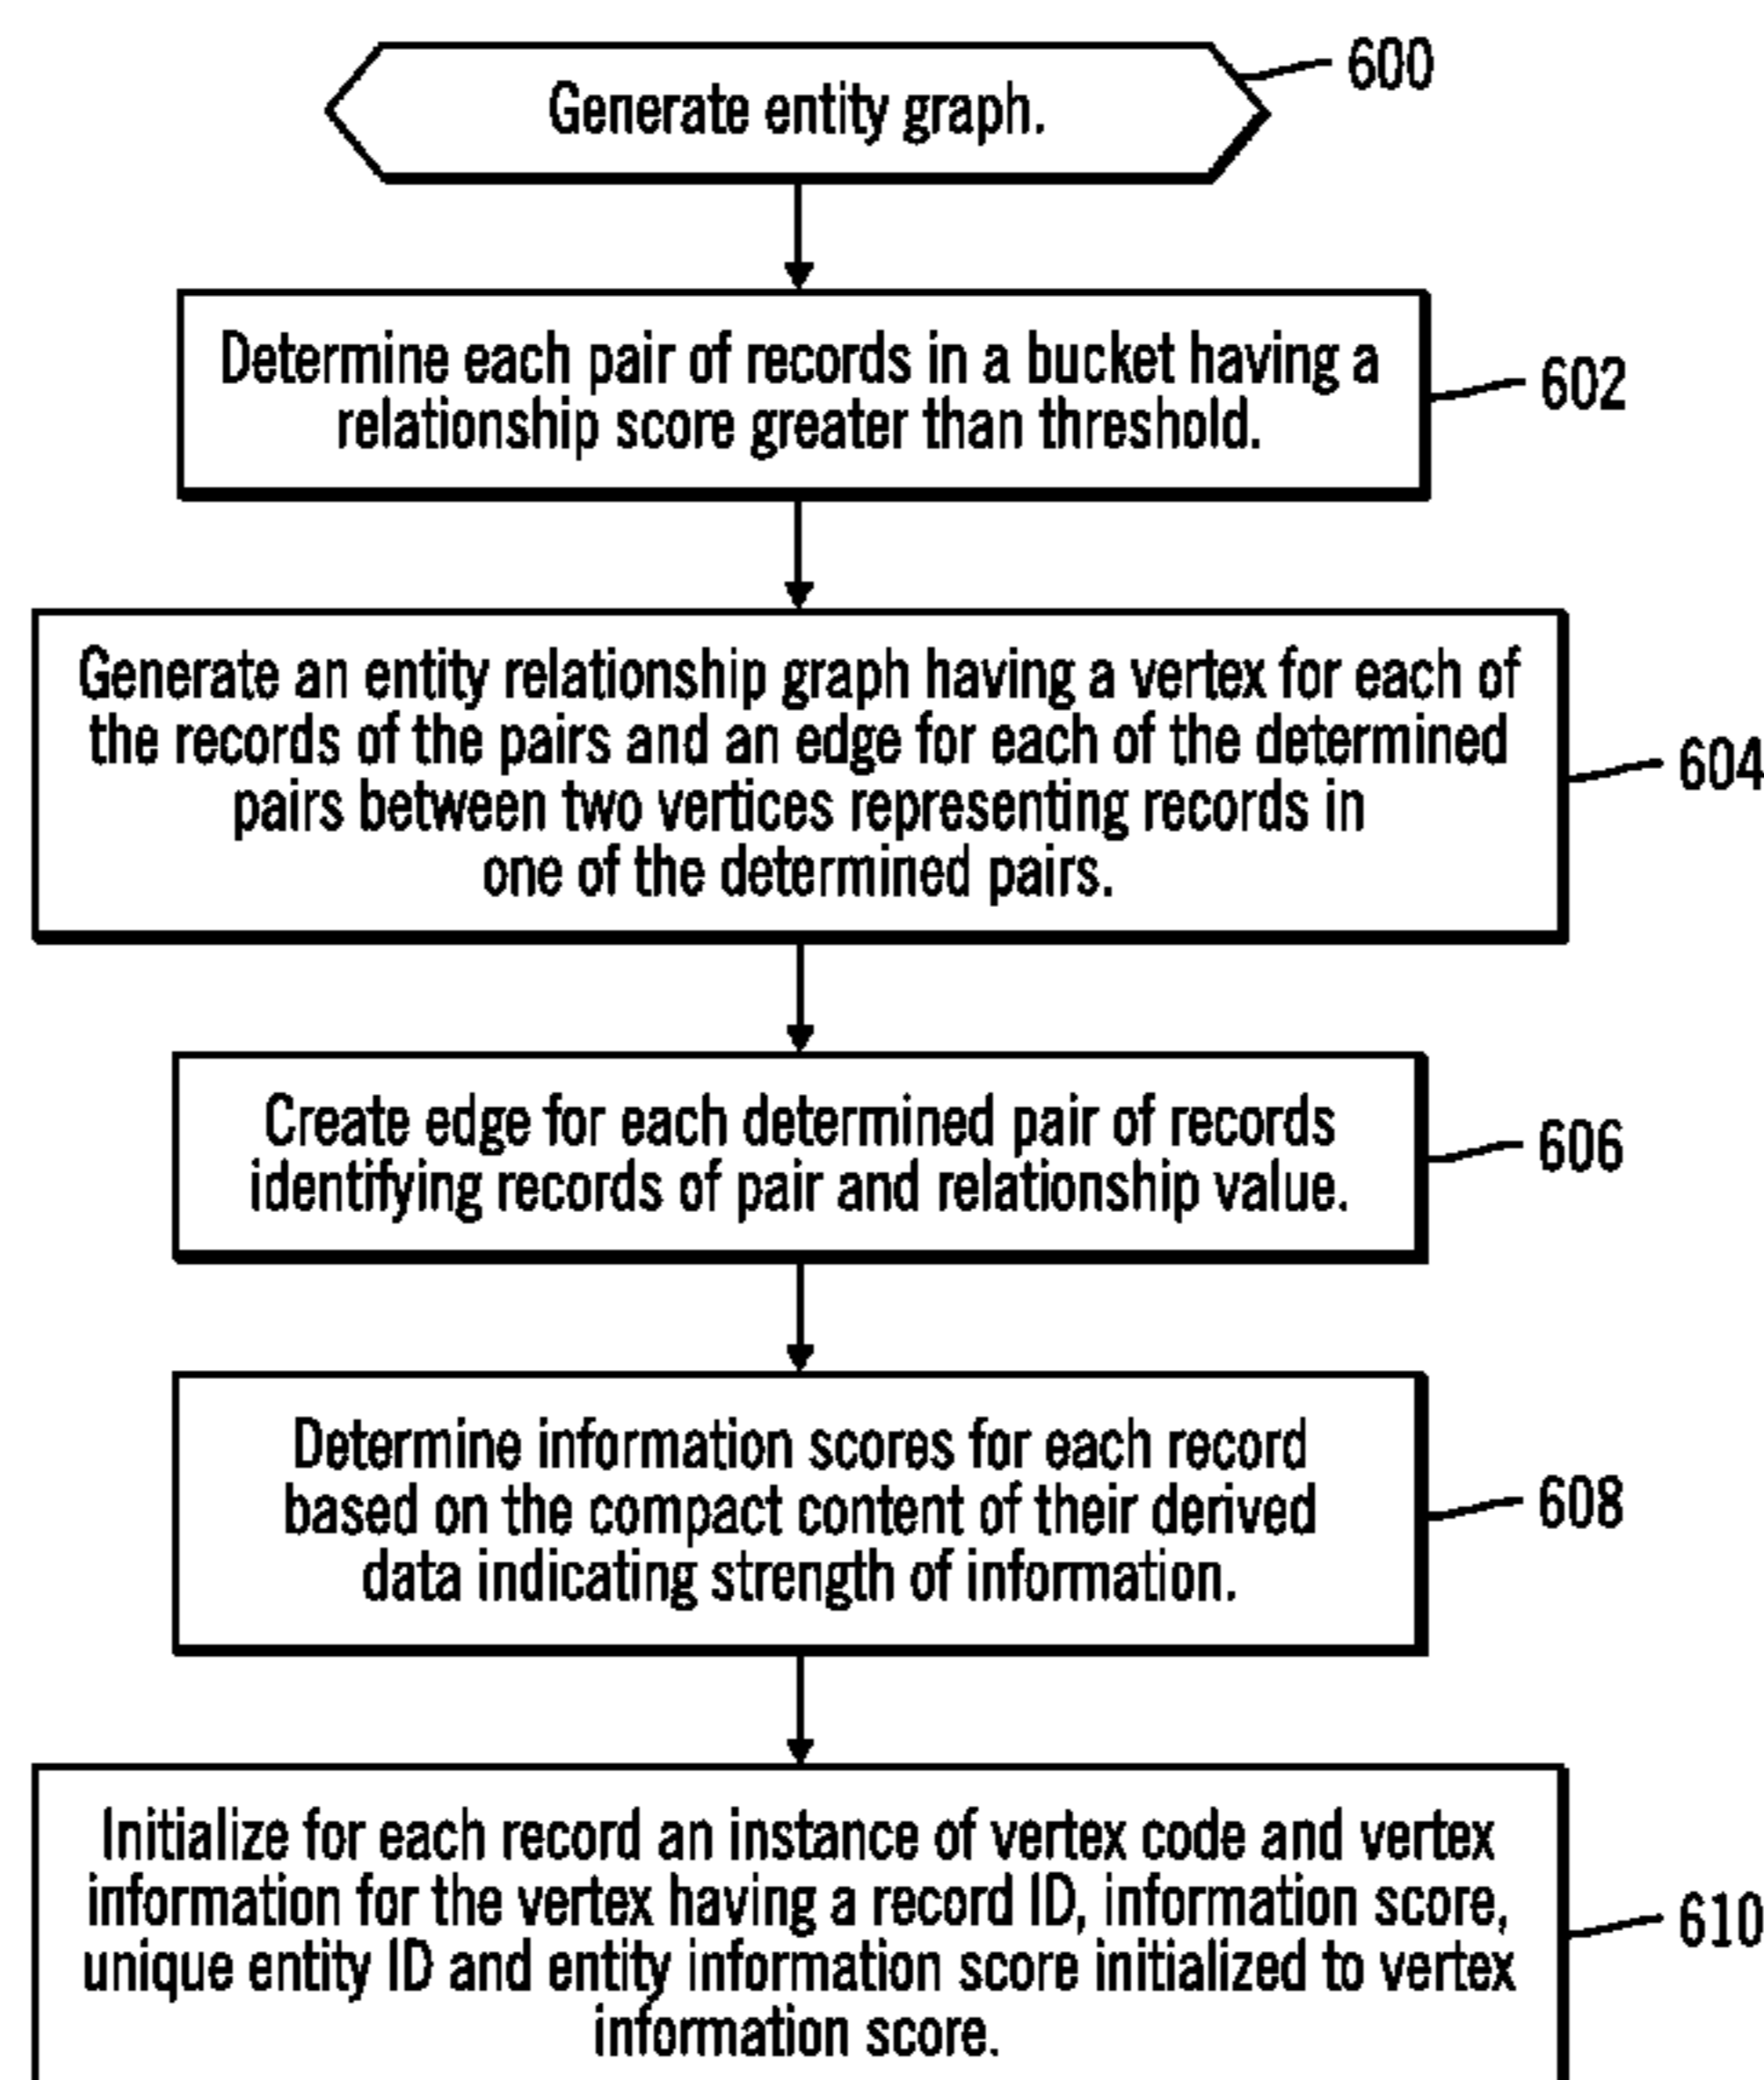 Generate entity graph.
600
Determine each pair of records in a bucket having a
relationship score greater than threshold.
602
Generate an entity relationship graph having a vertex for each of
the records of the pairs and an edge for each of the determined
pairs between two vertices representing records in
one of the determined pairs.
604
Create edge for each determined pair of records
identifying records of pair and relationship value.
606
Determine information scores for each record
based on the compact content of their derived
data indicating strength of information.
608
Initialize for each record an instance of vertex code and vertex
information for the vertex having a record ID, information score,
unique entity ID and entity information score initialized to vertex
information score.
610